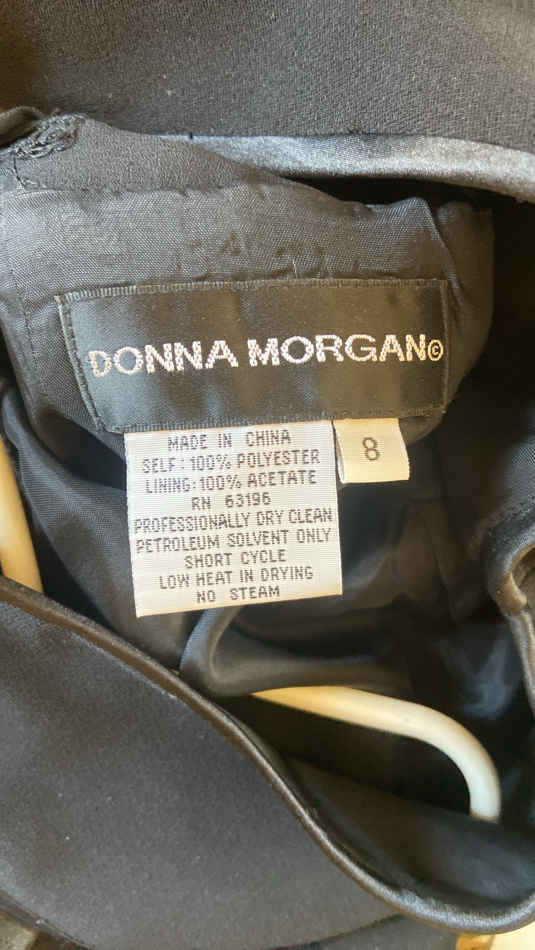 DONNA MORGAN©
MADE IN CHINA
SELF: 100% POLYESTER
LINING: 100% ACETATE
RN 63196
PROFESSIONALLY DRY CLEAN
PETROLEUM SOLVENT ONLY
SHORT CYCLE
LOW HEAT IN DRYING
NO STEAM
8